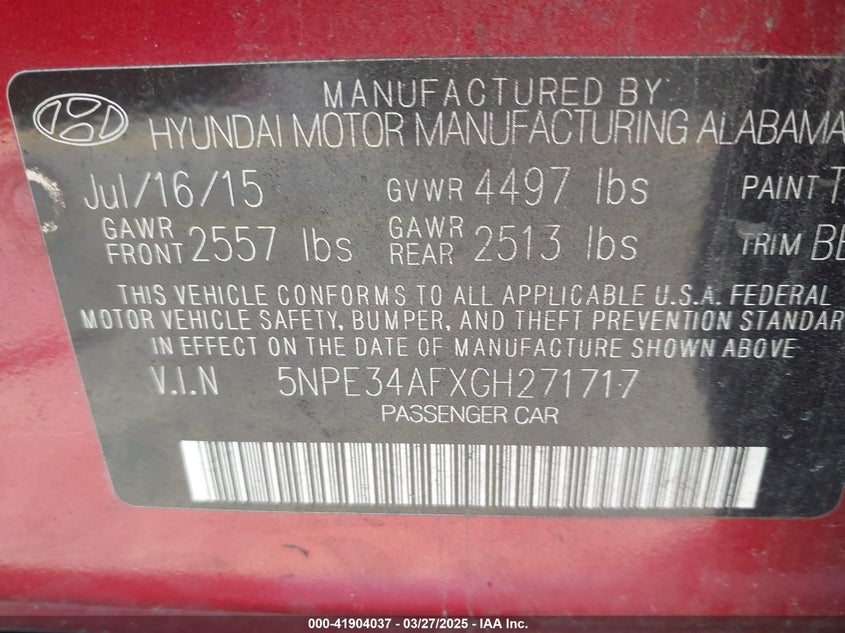 MANUFACTURED BY
HYUNDAI MOTOR MANUFACTURING ALABAMA
Jul/16/15 GVWR 4497 lbs PAINT
GAWR FRONT 2557 lbs GAWR REAR 2513 lbs TRIM
THIS VEHICLE CONFORMS TO ALL APPLICABLE U.S.A. FEDERAL
MOTOR VEHICLE SAFETY, BUMPER, AND THEFT PREVENTION STANDAR
IN EFFECT ON THE DATE OF MANUFACTURE SHOWN ABOVE
V.I.N 5NPE34AFXGH271717
PASSENGER CAR
000-41904037 - 03/27/2025 - IAA, Inc.